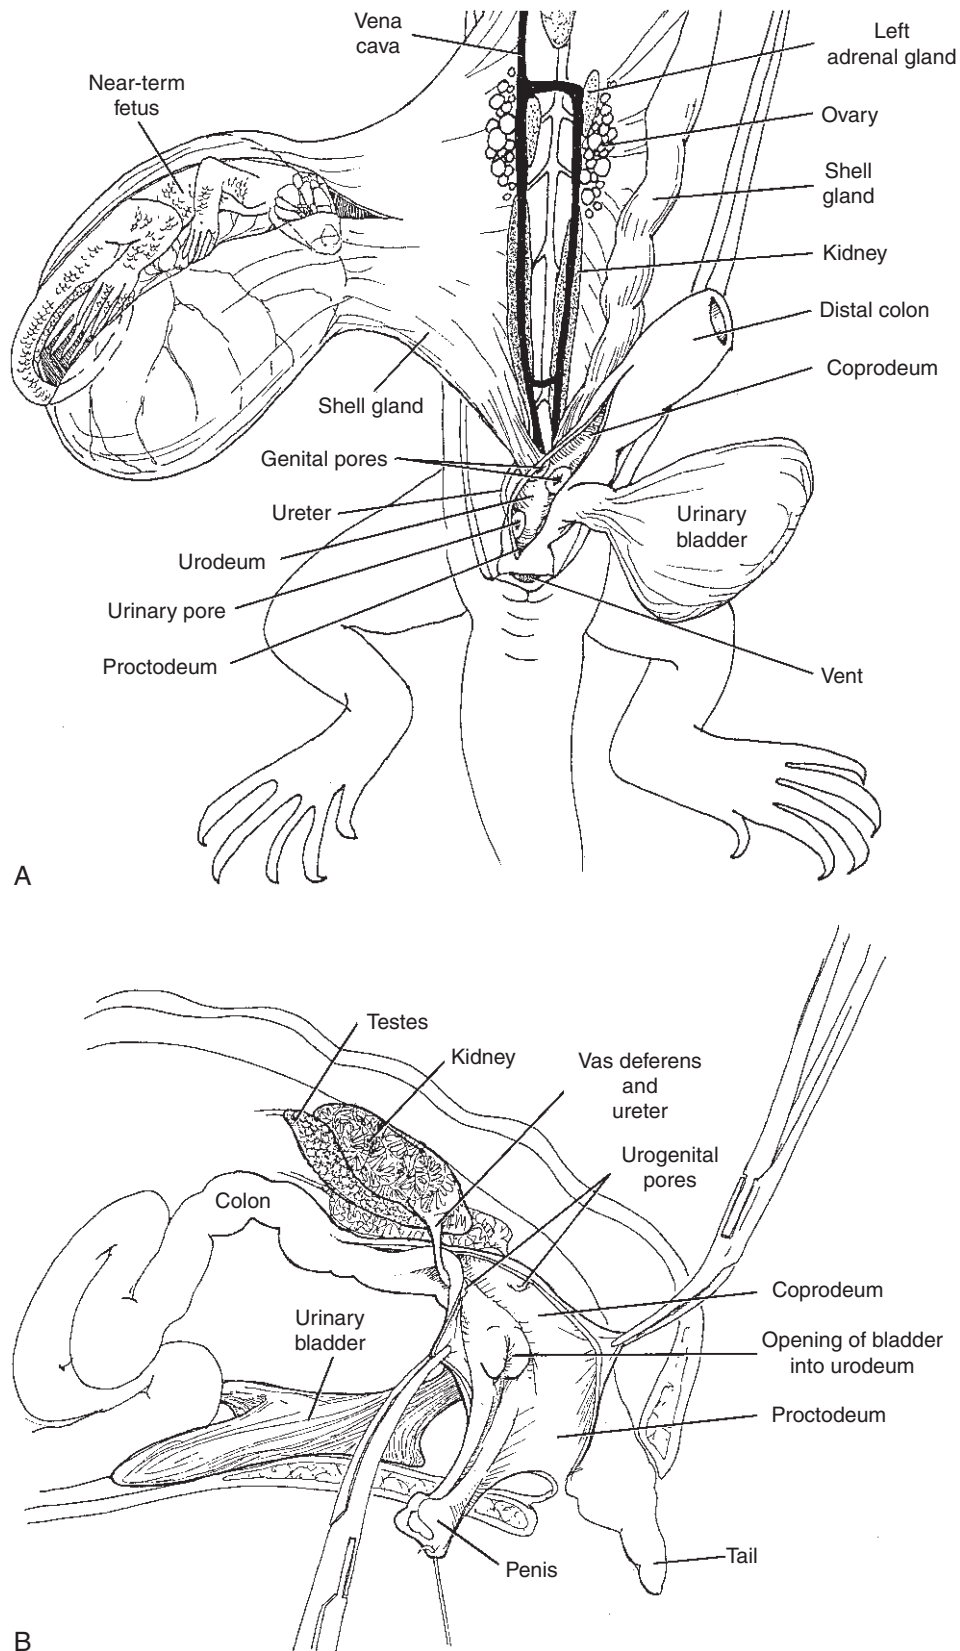 Vena
cava
Left
adrenal gland
Near-term
fetus
Ovary
Shell
gland
Kidney
Distal colon
Coprodeum
Shell gland
Genital pores
Ureter
Urinary
bladder
Urodeum
Urinary pore
Proctodeum
Vent
A
Testes
Kidney
Vas deferens
and
ureter
Urogenital
pores
Colon
Coprodeum
Urinary
bladder
Opening of bladder
into urodeum
Proctodeum
Penis
Tail
B